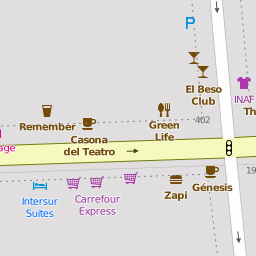 P
El Beso
Club
INAF
Th
Remember
Casona
del Teatro
Green
Life
402
age
19
Intersur
Suites
Carrefour
Express
Zapi
Génesis